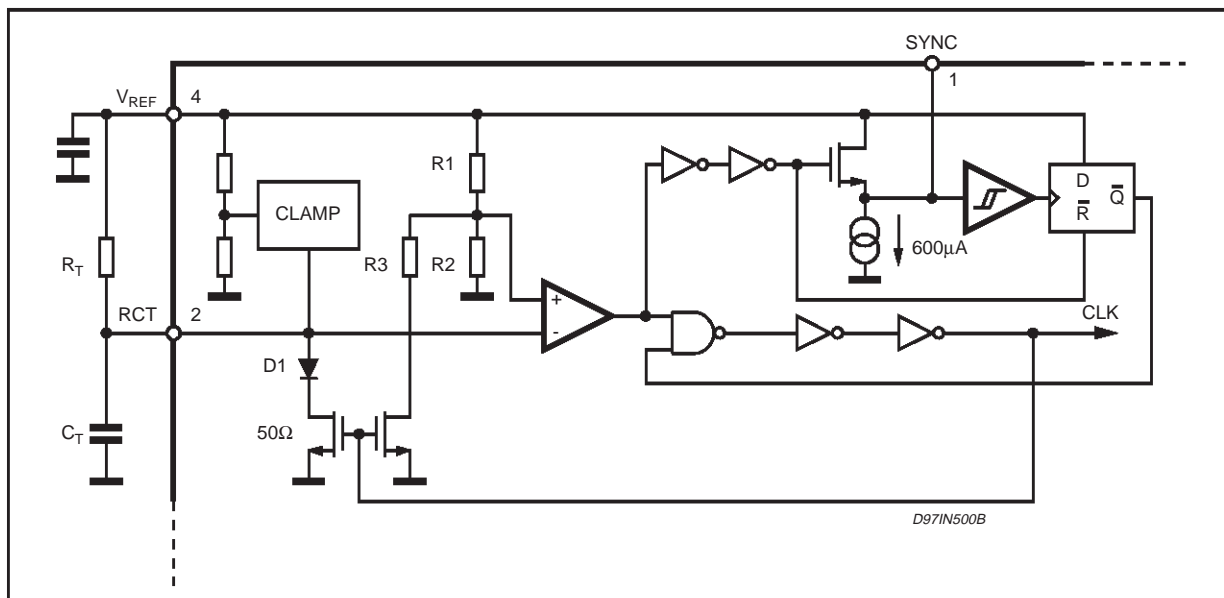 SYNC
1
VREF
4
R1
CLAMP
D
R̅
Q̅
600µA
R3
R2
RT
RCT
2
+
-
CLK
D1
CT
50Ω
D97IN500B